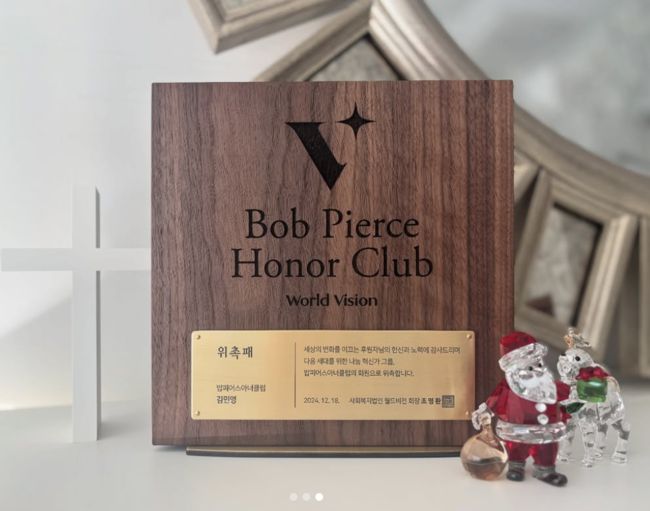 Bob Pierce
Honor Club
World Vision
위촉패
밥피어스아너클럽
김민영
세상의 변화를 이끄는 후원자님의 헌신과 노력에 감사드리며
다음 세대를 위한 나눔 혁신가 그룹,
밥피어스아너클럽의 회원으로 위촉합니다.
2024. 12. 18. 사회복지법인 월드비전 회장 조명환